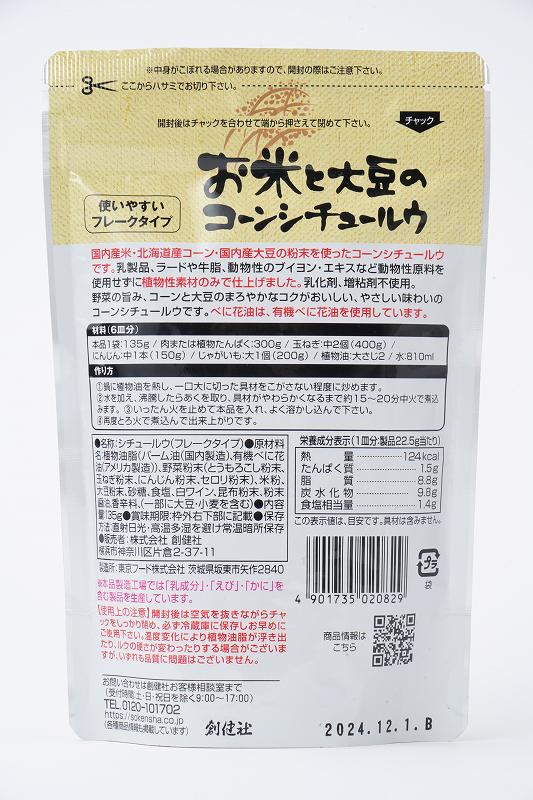 ※中身がこぼれる場合がありますので、開封の際はご注意下さい。
ここからハサミでお切り下さい。
開封後はチャックを合わせて端から押さえて閉めて下さい。
チャック
使いやすい
フレークタイプ
お米と大豆の
コーンシチュールウ
国内産米・北海道産コーン・国内産大豆の粉末を使ったコーンシチュールウ
です。乳製品、ラードや牛脂、動物性のブイヨン・エキスなど動物性原料を
使用せずに植物性素材のみで仕上げました。乳化剤、増粘剤不使用。
野菜の旨み、コーンと大豆のまろやかなコクがおいしい、やさしい味わいの
コーンシチュールウです。べに花油は、有機べに花油を使用しています。
材料(6皿分)
本品1袋:135g / 肉または植物たんぱく:300g / 玉ねぎ:中2個(400g) /
にんじん:中1本(150g) / じゃがいも:大1個(200g) / 植物油:大さじ2 / 水:810ml
作り方
①鍋に植物油を熱し、一口大に切った具材をこがさない程度に炒めます。
②水を加え、沸騰したらあくを取り、具材がやわらかくなるまで約15~20分中火で煮込
みます。③いったん火を止めて本品を入れ、よく溶かし込んで下さい。
④再度とろ火で煮込んで出来上がりです。
●名称:シチュールウ(フレークタイプ)●原材料
名:植物油脂(パーム油(国内製造)、有機べに花
油(アメリカ製造))、野菜粉末(とうもろこし粉末、
玉ねぎ粉末、にんじん粉末、セロリ粉末)、米粉、
大豆粉末、砂糖、食塩、白ワイン、昆布粉末、粉末
醤油、香辛料、(一部に大豆・小麦を含む)●内容
量:135g●賞味期限:枠外右下部に記載●保存
方法:直射日光・高温多湿を避け常温暗所保存
●販売者:株式会社 創健社
横浜市神奈川区片倉2-37-11
製造所:東京フード株式会社 茨城県坂東市矢作2840
栄養成分表示(1皿分:製品22.5g当たり)
熱量 124kcal
たんぱく質 1.5g
脂質 8.8g
炭水化物 9.8g
食塩相当量 1.4g
この表示値は、目安です。具材は含みません。
※本品製造工場では「乳成分」・「えび」・「かに」を
含む製品を生産しています。
【使用上の注意】開封後は空気を抜きながらチャ
ックをしっかり閉め、必ず冷蔵庫に保存しお早めに
ご使用下さい。温度変化により植物油脂が浮き出
たり、ルウの硬さが変わったりする場合がございま
すが、いずれも品質に問題はございません。
プラ
袋
4 901735 020829
商品情報は
こちら
お問い合わせは創健社お客様相談室まで
(受付時間:土・日・祝日を除く9:00~17:00)
TEL.0120-101702
https://sokensha.co.jp
(各種商品情報も掲載しています)
創健社
2024.12.1.B